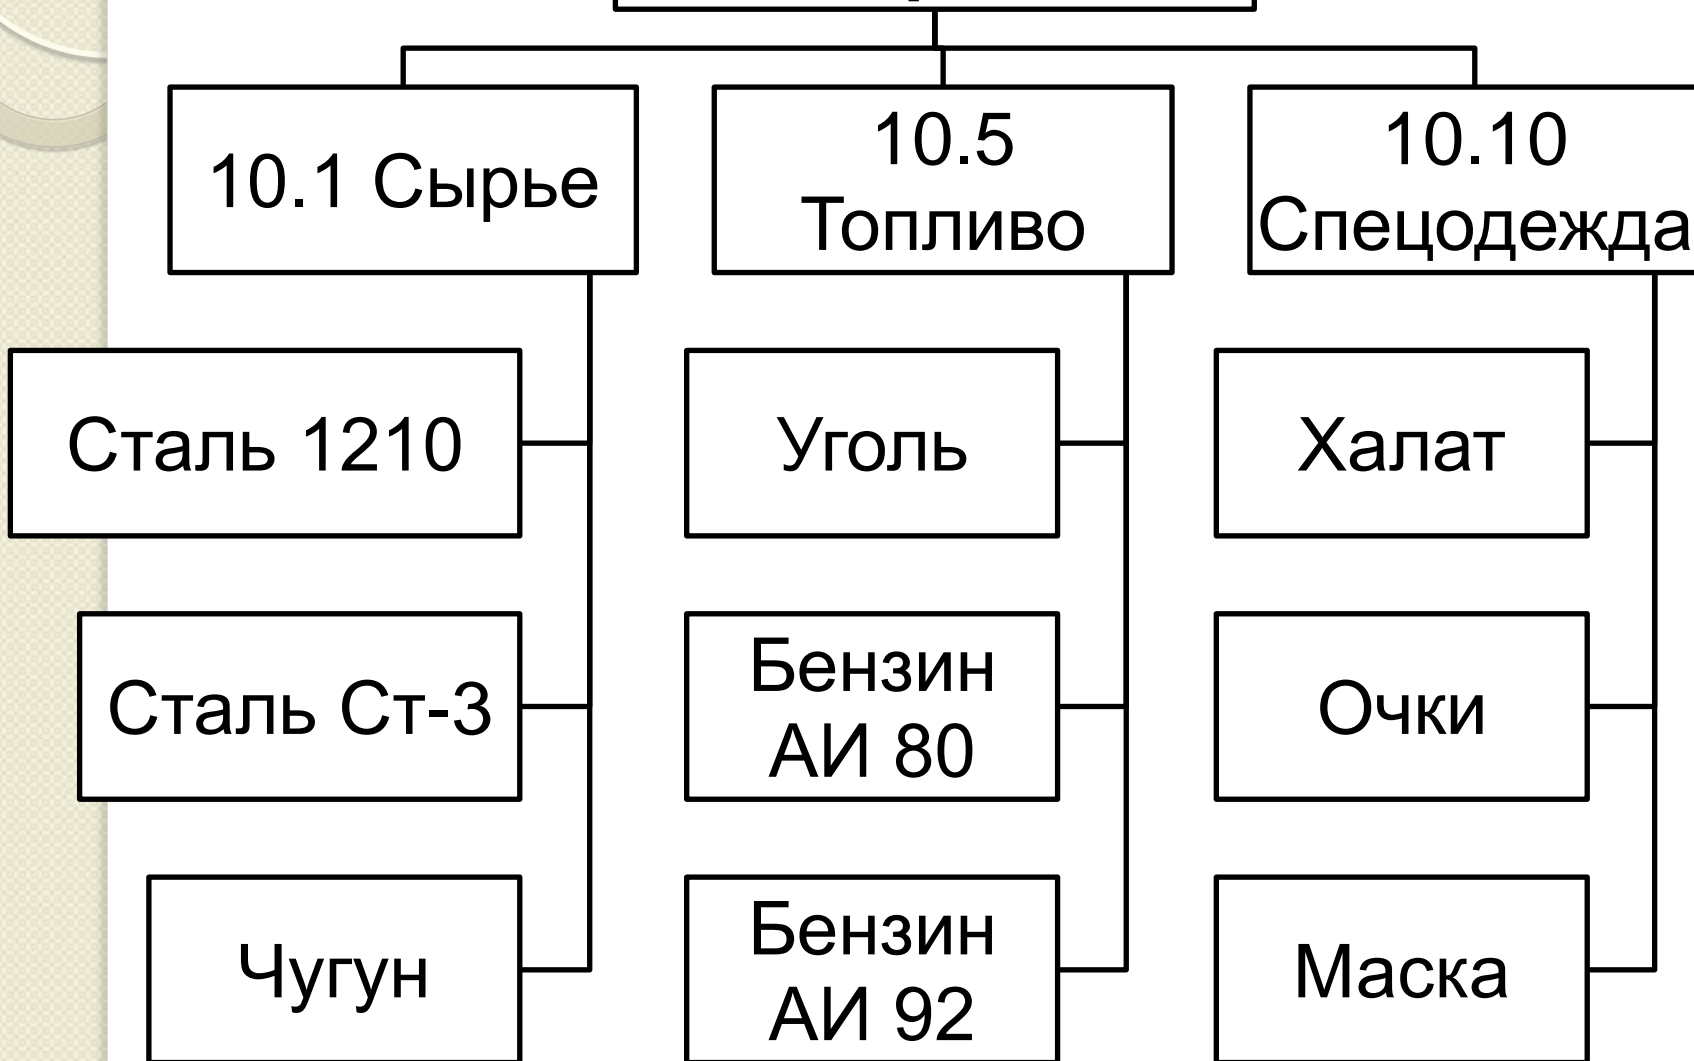 10.1 Сырье
10.5
Топливо
10.10
Спецодежда
Сталь 1210
Уголь
Халат
Сталь Ст-3
Бензин
АИ 80
Очки
Чугун
Бензин
АИ 92
Маска